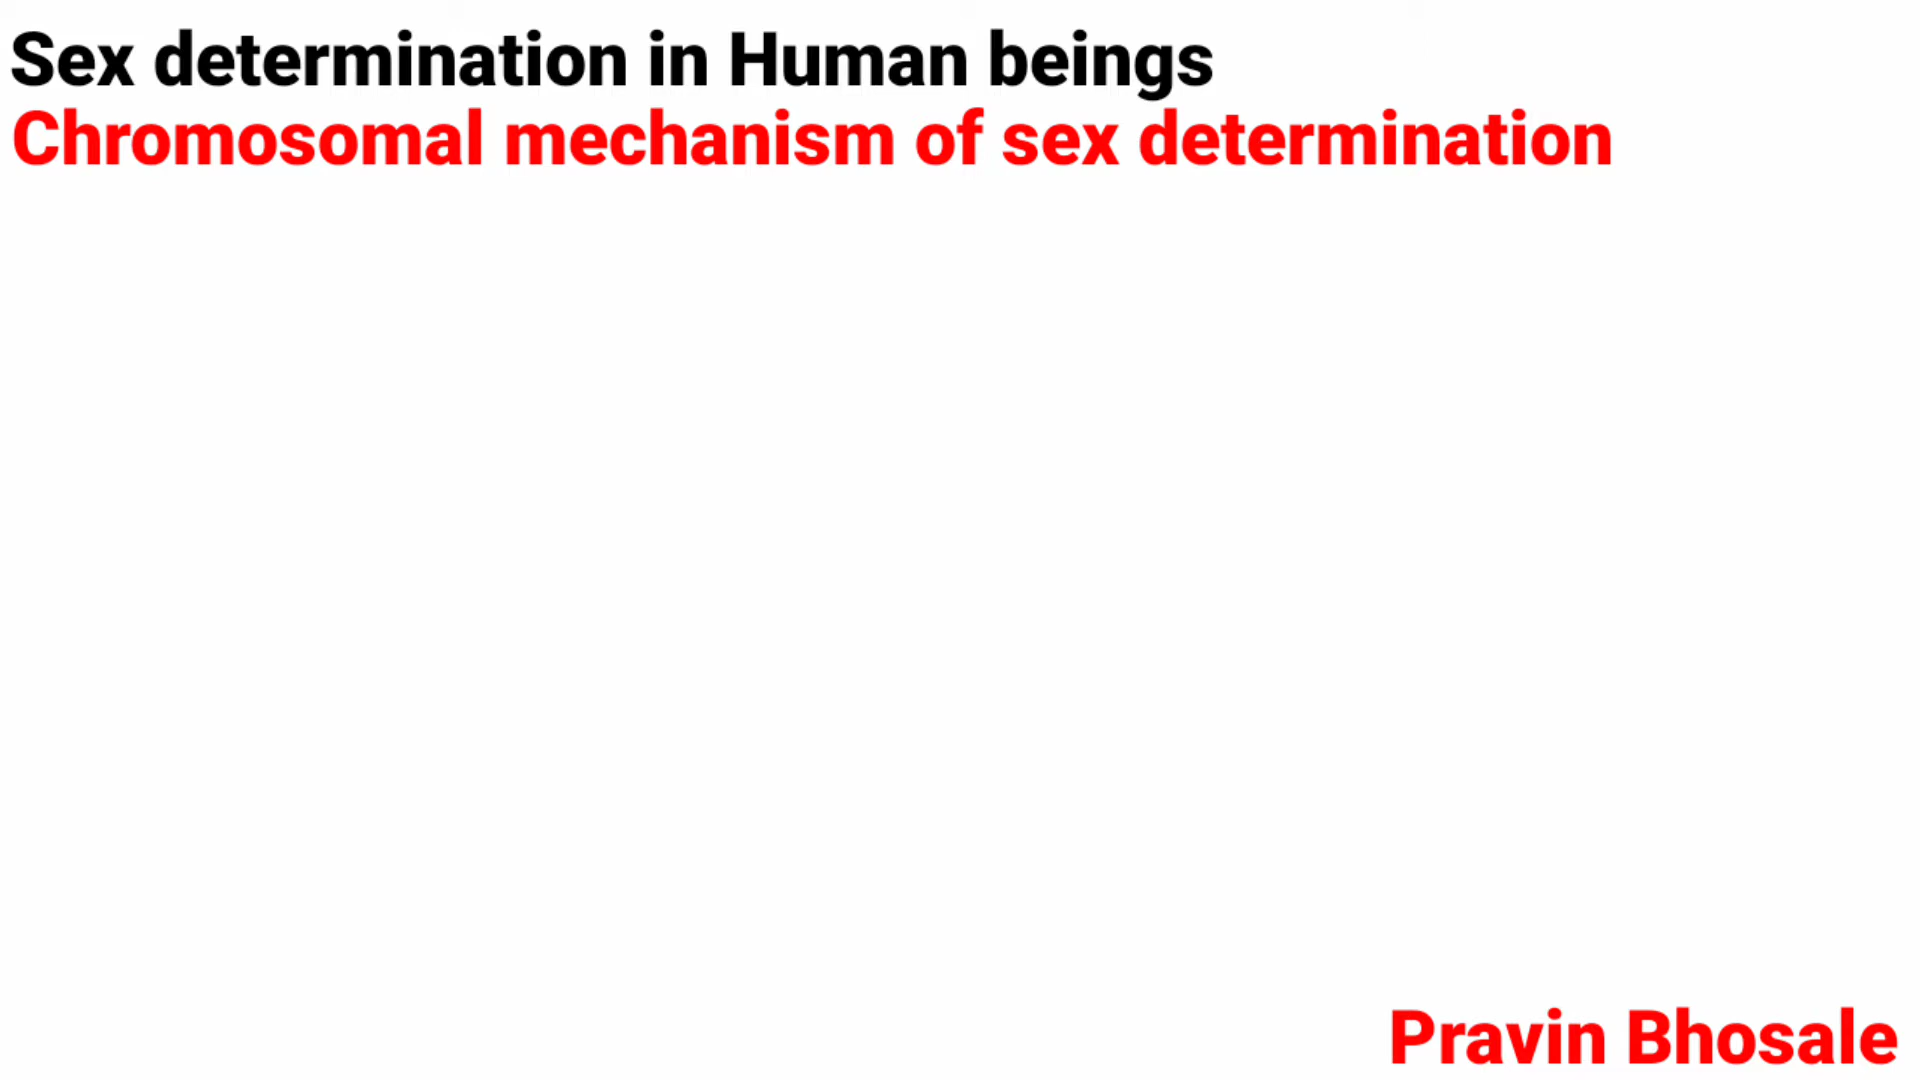 Sex determination in Human beings
Chromosomal mechanism of sex determination
Pravin Bhosale